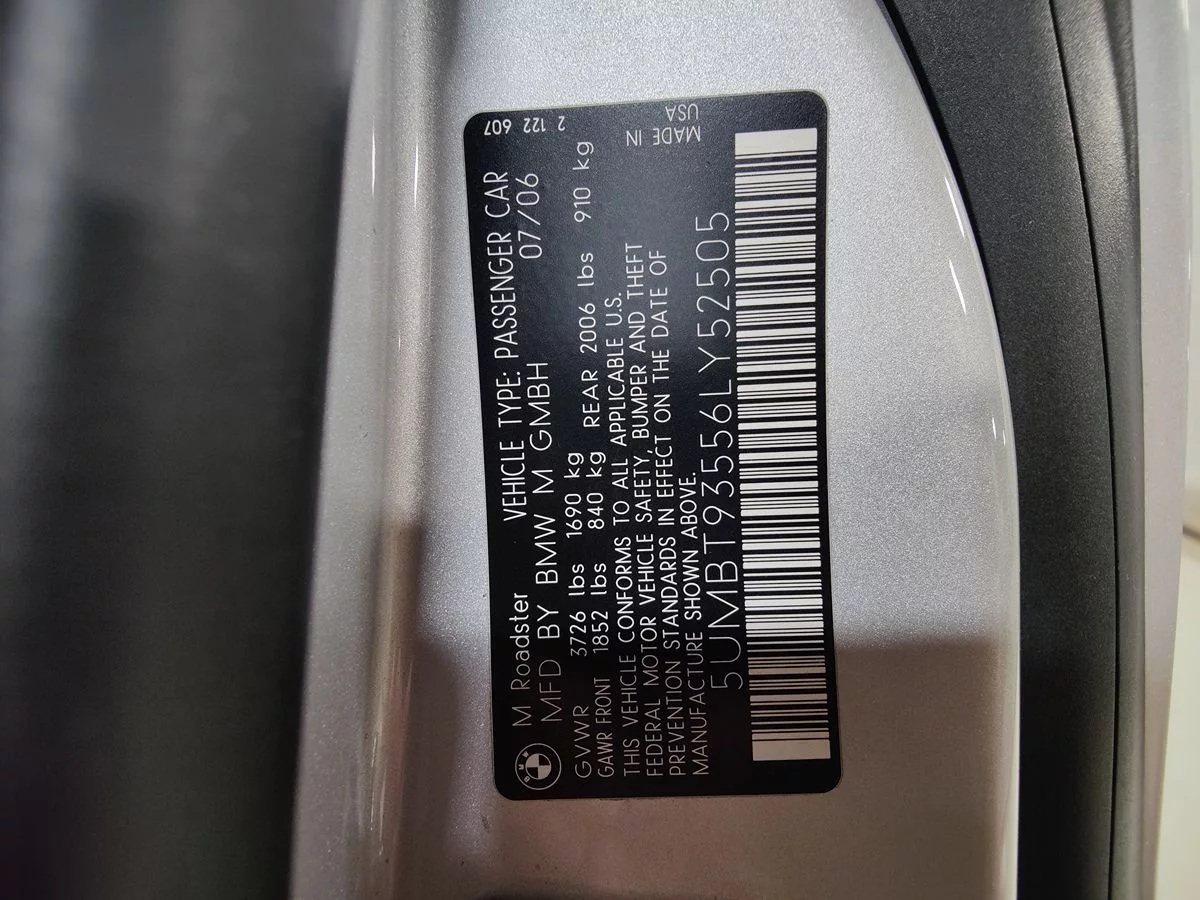 M Roadster VEHICLE TYPE: PASSENGER CAR
MFD BY BMW M GMBH 07/06
GVWR 3726 lbs 1690 kg
GAWR FRONT 1852 lbs 840 kg REAR 2006 lbs 910 kg
THIS VEHICLE CONFORMS TO ALL APPLICABLE U.S.
FEDERAL MOTOR VEHICLE SAFETY, BUMPER AND THEFT
PREVENTION STANDARDS IN EFFECT ON THE DATE OF
MANUFACTURE SHOWN ABOVE.
5UMBT93556LY52505
2 122 607
MADE IN
USA
BMW